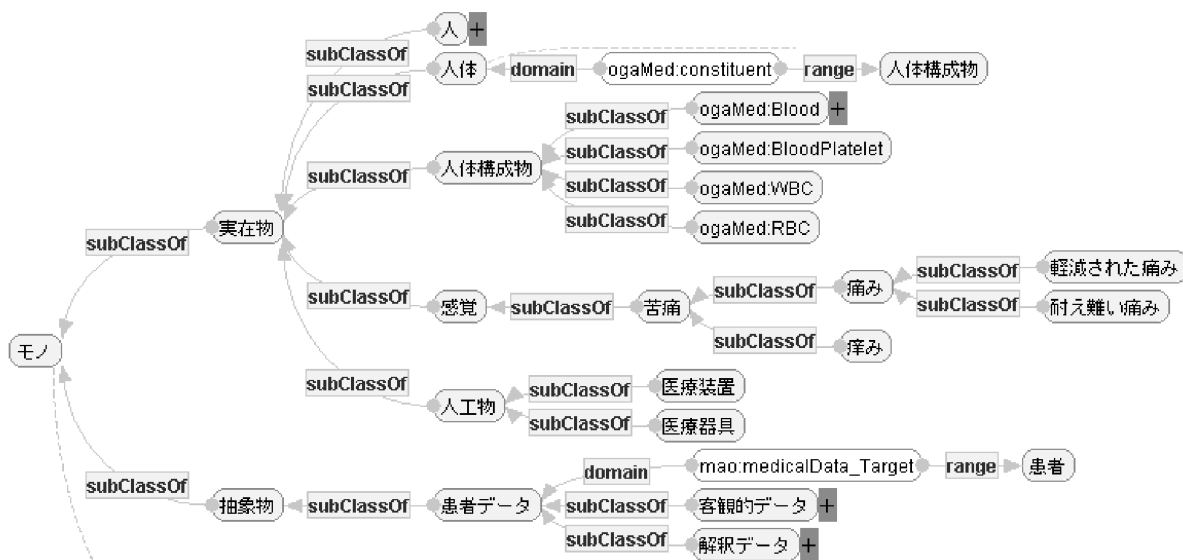 人 +
subClassOf
人体 domain ogaMed:constituent range 人体構成物
subClassOf
subClassOf ogaMed:Blood +
subClassOf ogaMed:BloodPlatelet
subClassOf 人体構成物
subClassOf ogaMed:WBC
subClassOf ogaMed:RBC
subClassOf 実在物
subClassOf 軽減された痛み
subClassOf 痛み
subClassOf 感覚 subClassOf 苦痛
subClassOf 耐え難い痛み
subClassOf 痒み
モノ
subClassOf 人工物
subClassOf 医療装置
subClassOf 医療器具
domain mao:medicalData_Target range 患者
subClassOf 抽象物 subClassOf 患者データ
subClassOf 客観的データ +
subClassOf 解釈データ +